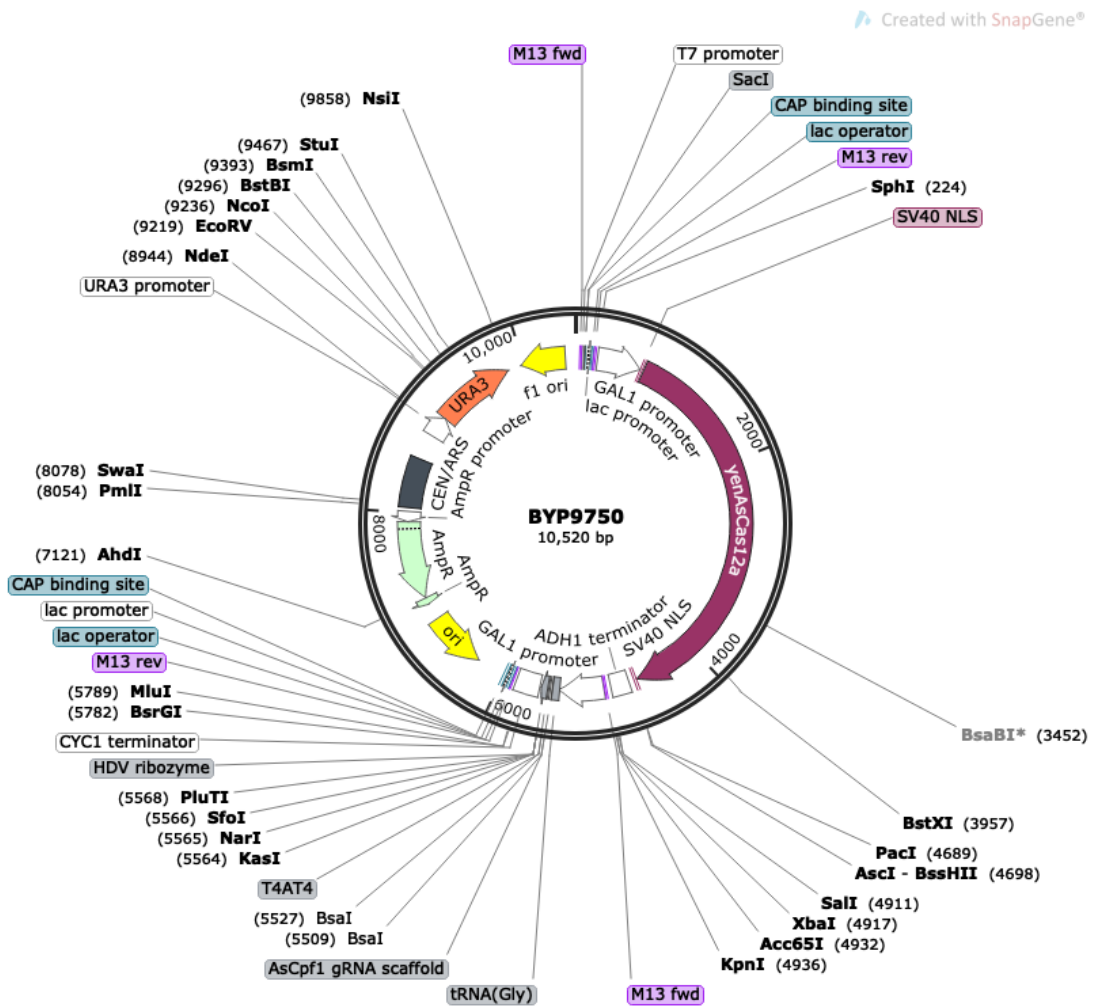 Created with SnapGene®
M13 fwd
T7 promoter
SacI
CAP binding site
lac operator
M13 rev
SphI (224)
SV40 NLS
(9858) NsiI
(9467) StuI
(9393) BsmI
(9296) BstBI
(9236) NcoI
(9219) EcoRV
(8944) NdeI
URA3 promoter
10,000
f1 ori
URA3
GAL1 promoter
lac promoter
2000
yenAsCas12a
AmpR promoter
CEN/ARS
BYP9750
10,520 bp
(8078) SwaI
(8054) PmlI
8000
AmpR
AmpR
ori
GAL1 promoter
ADH1 terminator
SV40 NLS
4000
6000
(7121) AhdI
CAP binding site
lac promoter
lac operator
M13 rev
(5789) MluI
(5782) BsrGI
CYC1 terminator
HDV ribozyme
(5568) PluTI
(5566) SfoI
(5565) NarI
(5564) KasI
T4AT4
(5527) BsaI
(5509) BsaI
AsCpf1 gRNA scaffold
tRNA(Gly)
M13 fwd
BsaBI* (3452)
BstXI (3957)
PacI (4689)
AscI - BssHII (4698)
SalI (4911)
XbaI (4917)
Acc65I (4932)
KpnI (4936)